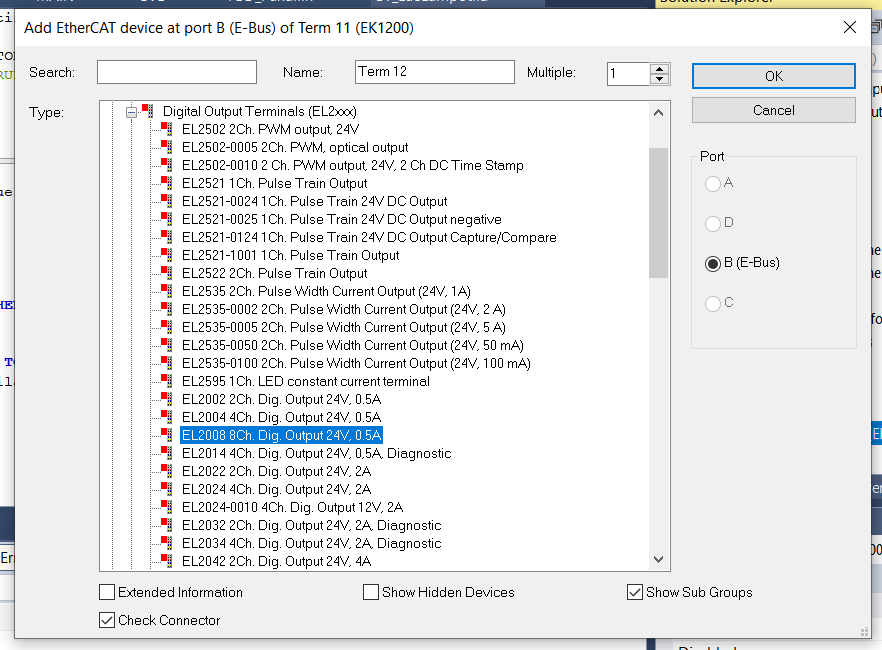 Add EtherCAT device at port B (E-Bus) of Term 11 (EK1200)
Search:
Name: Term 12
Multiple: 1
OK
Type:
Cancel
Digital Output Terminals (EL2xxx)
EL2502 2Ch. PWM output, 24V
EL2502-0005 2Ch. PWM, optical output
EL2502-0010 2 Ch. PWM output, 24V, 2 Ch DC Time Stamp
EL2521 1Ch. Pulse Train Output
EL2521-0024 1Ch. Pulse Train 24V DC Output
EL2521-0025 1Ch. Pulse Train 24V DC Output negative
EL2521-0124 1Ch. Pulse Train 24V DC Output Capture/Compare
EL2521-1001 1Ch. Pulse Train Output
EL2522 2Ch. Pulse Train Output
EL2535 2Ch. Pulse Width Current Output (24V, 1A)
EL2535-0002 2Ch. Pulse Width Current Output (24V, 2 A)
EL2535-0005 2Ch. Pulse Width Current Output (24V, 5 A)
EL2535-0050 2Ch. Pulse Width Current Output (24V, 50 mA)
EL2535-0100 2Ch. Pulse Width Current Output (24V, 100 mA)
EL2595 1Ch. LED constant current terminal
EL2002 2Ch. Dig. Output 24V, 0.5A
EL2004 4Ch. Dig. Output 24V, 0.5A
EL2008 8Ch. Dig. Output 24V, 0.5A
EL2014 4Ch. Dig. Output 24V, 0,5A, Diagnostic
EL2022 2Ch. Dig. Output 24V, 2A
EL2024 4Ch. Dig. Output 24V, 2A
EL2024-0010 4Ch. Dig. Output 12V, 2A
EL2032 2Ch. Dig. Output 24V, 2A, Diagnostic
EL2034 4Ch. Dig. Output 24V, 2A, Diagnostic
EL2042 2Ch. Dig. Output 24V, 4A
Port
A
D
B (E-Bus)
C
Extended Information
Show Hidden Devices
Show Sub Groups
Check Connector